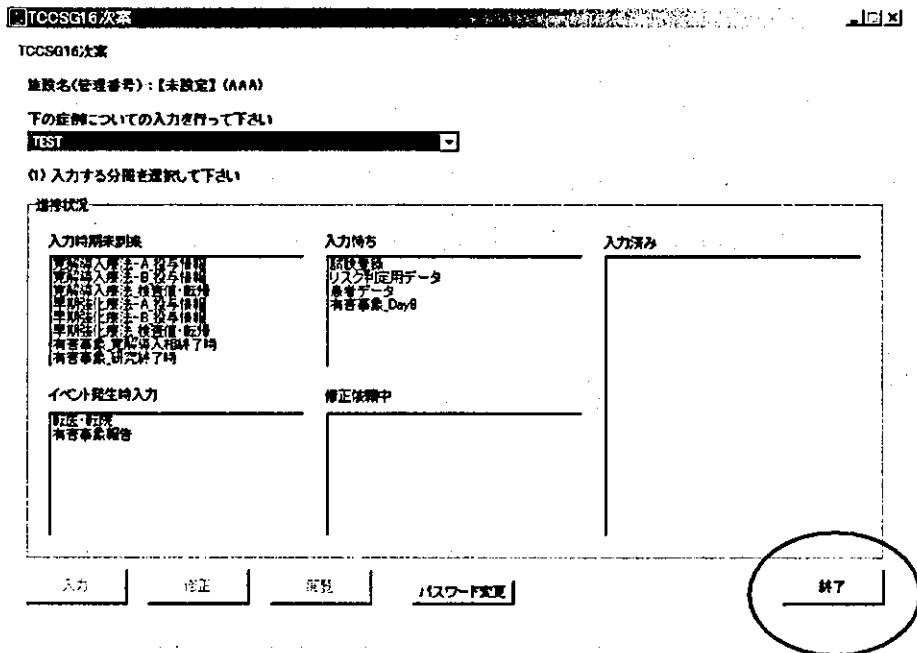 TCCSG16次案
TCCSG16次案
施設名(管理番号):【未設定】(AAA)
下の症例についての入力を行って下さい
TEST
(1) 入力する分冊を選択して下さい
進捗状況
入力時期未到来
寛解導入療法-A_投与情報
寛解導入療法-B_投与情報
寛解導入療法_検査値・転帰
早期強化療法-A_投与情報
早期強化療法-B_投与情報
早期強化療法_検査値・転帰
有害事象_寛解導入相終了時
有害事象_研究終了時
入力待ち
試験登録
リスク判定用データ
患者データ
有害事象_Day8
入力済み
イベント発生時入力
転医・転院
有害事象報告
修正依頼中
入力
修正
閲覧
パスワード変更
終了